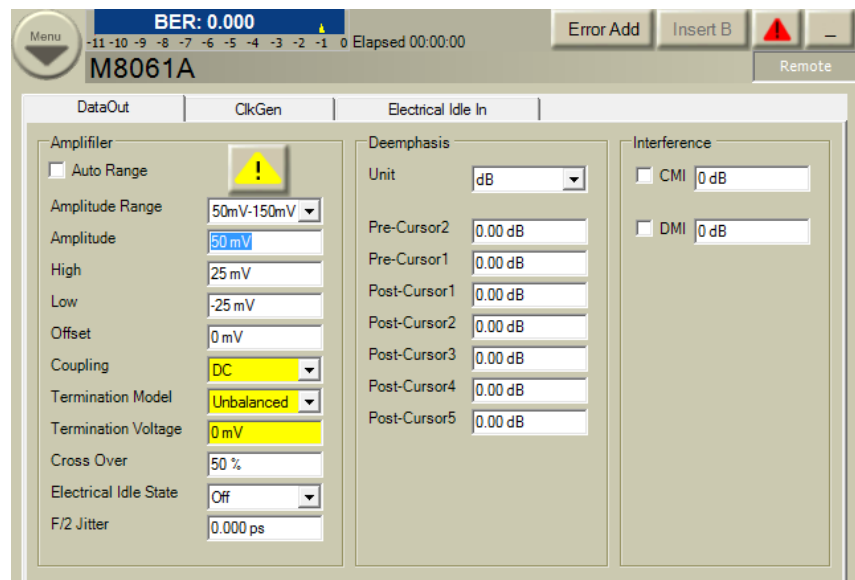 Menu
BER: 0.000
-11 -10 -9 -8 -7 -6 -5 -4 -3 -2 -1 0 Elapsed 00:00:00
Error Add
Insert B
M8061A
Remote
DataOut
ClkGen
Electrical Idle In
Amplifiler
Auto Range
Amplitude Range 50mV-150mV
Amplitude 50 mV
High 25 mV
Low -25 mV
Offset 0 mV
Coupling DC
Termination Model Unbalanced
Termination Voltage 0 mV
Cross Over 50 %
Electrical Idle State Off
F/2 Jitter 0.000 ps
Deemphasis
Unit dB
Pre-Cursor2 0.00 dB
Pre-Cursor1 0.00 dB
Post-Cursor1 0.00 dB
Post-Cursor2 0.00 dB
Post-Cursor3 0.00 dB
Post-Cursor4 0.00 dB
Post-Cursor5 0.00 dB
Interference
CMI 0 dB
DMI 0 dB